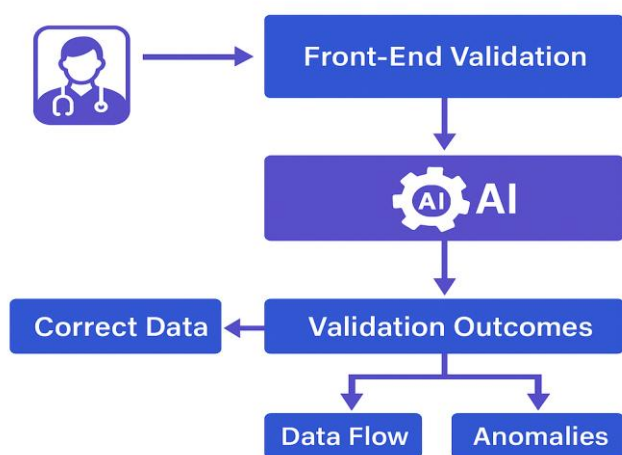 Front-End Validation
AI AI
Correct Data
Validation Outcomes
Data Flow
Anomalies